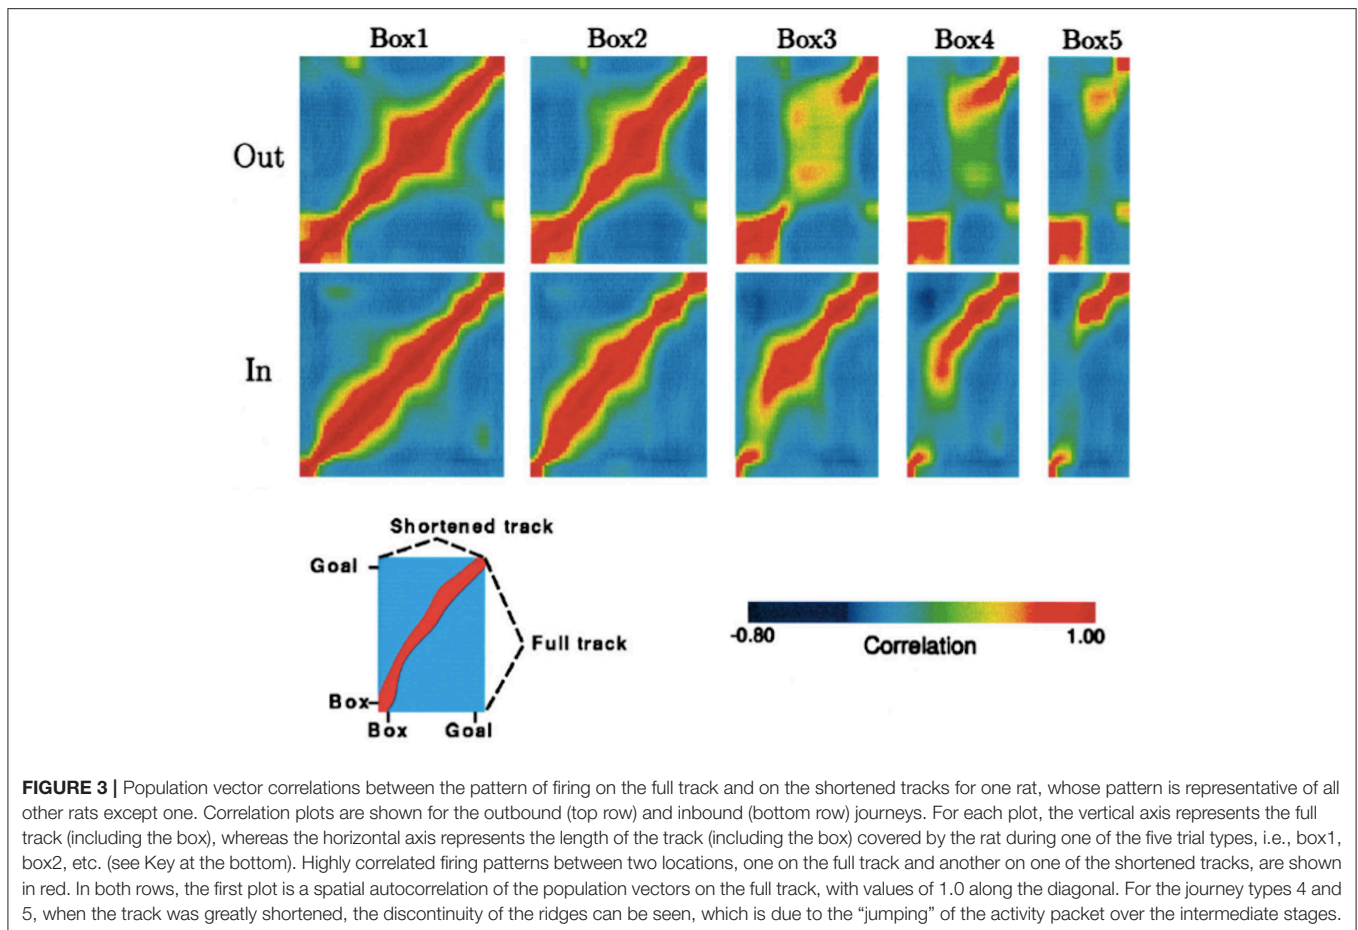 Box1 Box2 Box3 Box4 Box5
Out
In
Shortened track
Goal
Full track
Box
Box Goal
-0.80 1.00
Correlation
FIGURE 3 | Population vector correlations between the pattern of firing on the full track and on the shortened tracks for one rat, whose pattern is representative of all
other rats except one. Correlation plots are shown for the outbound (top row) and inbound (bottom row) journeys. For each plot, the vertical axis represents the full
track (including the box), whereas the horizontal axis represents the length of the track (including the box) covered by the rat during one of the five trial types, i.e., box1,
box2, etc. (see Key at the bottom). Highly correlated firing patterns between two locations, one on the full track and another on one of the shortened tracks, are shown
in red. In both rows, the first plot is a spatial autocorrelation of the population vectors on the full track, with values of 1.0 along the diagonal. For the journey types 4 and
5, when the track was greatly shortened, the discontinuity of the ridges can be seen, which is due to the “jumping” of the activity packet over the intermediate stages.